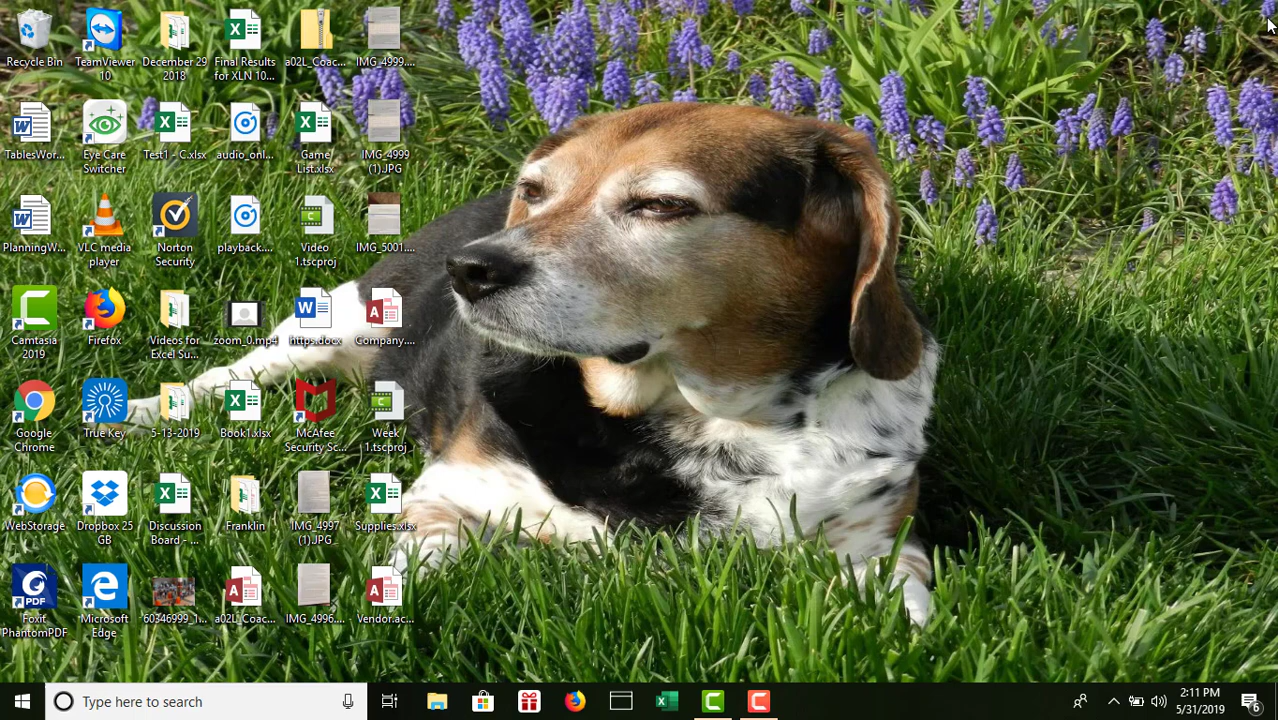 Recycle Bin
TeamViewer
10
December 29
2018
Final Results
for XLN 10...
a02L_Coac...
IMG_4999....
TablesWor...
Eye Care
Switcher
Test1 - C.xlsx
audio_onl...
Game
List.xlsx
IMG_4999
(1).JPG
PlanningW...
VLC media
player
Norton
Security
playback....
Video
1.tscproj
IMG_5001....
Camtasia
2019
Firefox
Videos for
Excel Su...
zoom_0.mp4
https.docx
Company....
Google
Chrome
True Key
5-13-2019
Book1.xlsx
McAfee
Security Sc...
Week
1.tscproj
WebStorage
Dropbox 25
GB
Discussion
Board - ...
Franklin
IMG_4997
(1).JPG
Supplies.xlsx
PDF
Foxit
PhantomPDF
Microsoft
Edge
60346999_1...
a02L_Coac...
IMG_4996....
Vendor.ac...
Type here to search
2:11 PM
5/31/2019
6